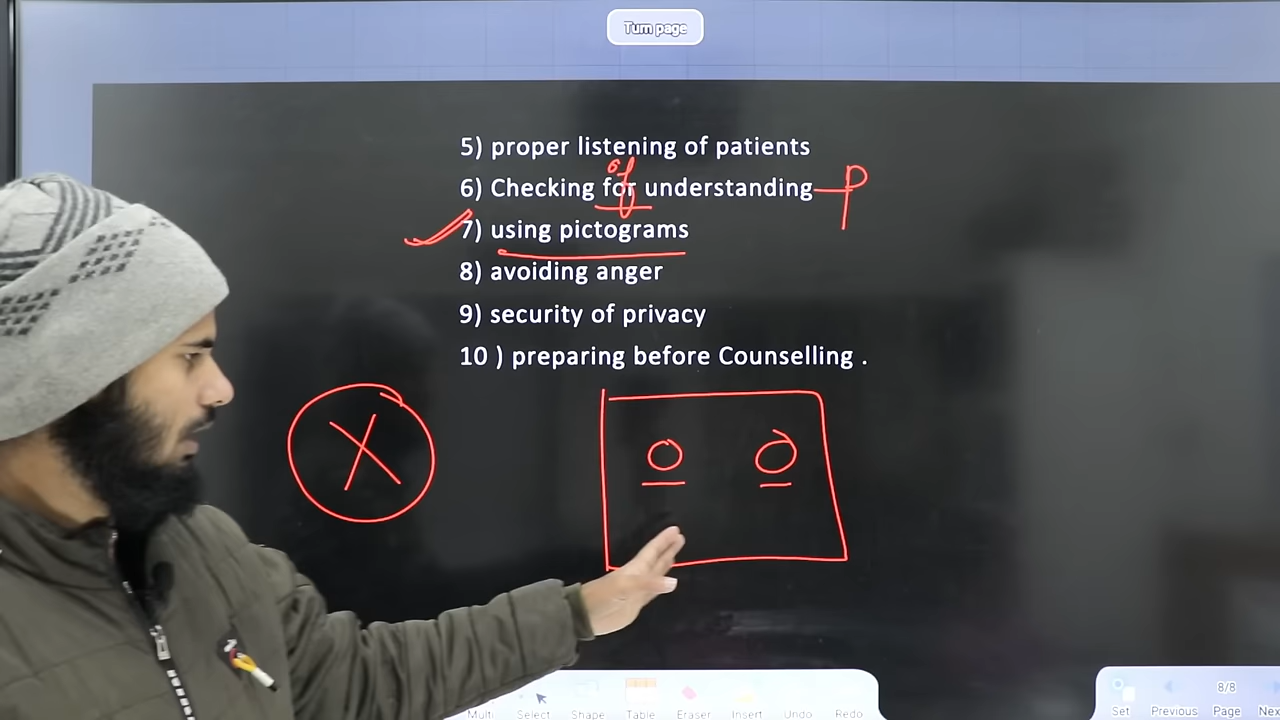 Turn page
5) proper listening of patients
of
6) Checking for understanding P
7) using pictograms
8) avoiding anger
9) security of privacy
10 ) preparing before Counselling .
X
O O
Multi Select Shape Table Eraser Insert Undo Redo
8/8
Set Previous Page Nex